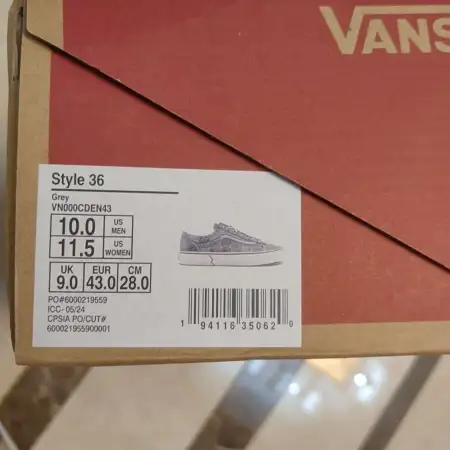 VANS
Style 36
Grey
VN000CDEN43
10.0 US MEN
11.5 US WOMEN
UK EUR CM
9.0 43.0 28.0
PO#6000219559
ICC- 05/24
CPSIA PO/CUT#
600021955900001
1 94116 35062 0